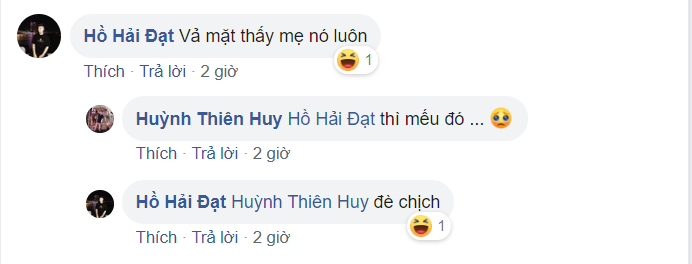 Hồ Hải Đạt Vả mặt thấy mẹ nó luôn
1
Thích · Trả lời · 2 giờ
Huỳnh Thiên Huy Hồ Hải Đạt thì mếu đó ... 🥺
Thích · Trả lời · 2 giờ
Hồ Hải Đạt Huỳnh Thiên Huy đè chịch
1
Thích · Trả lời · 2 giờ